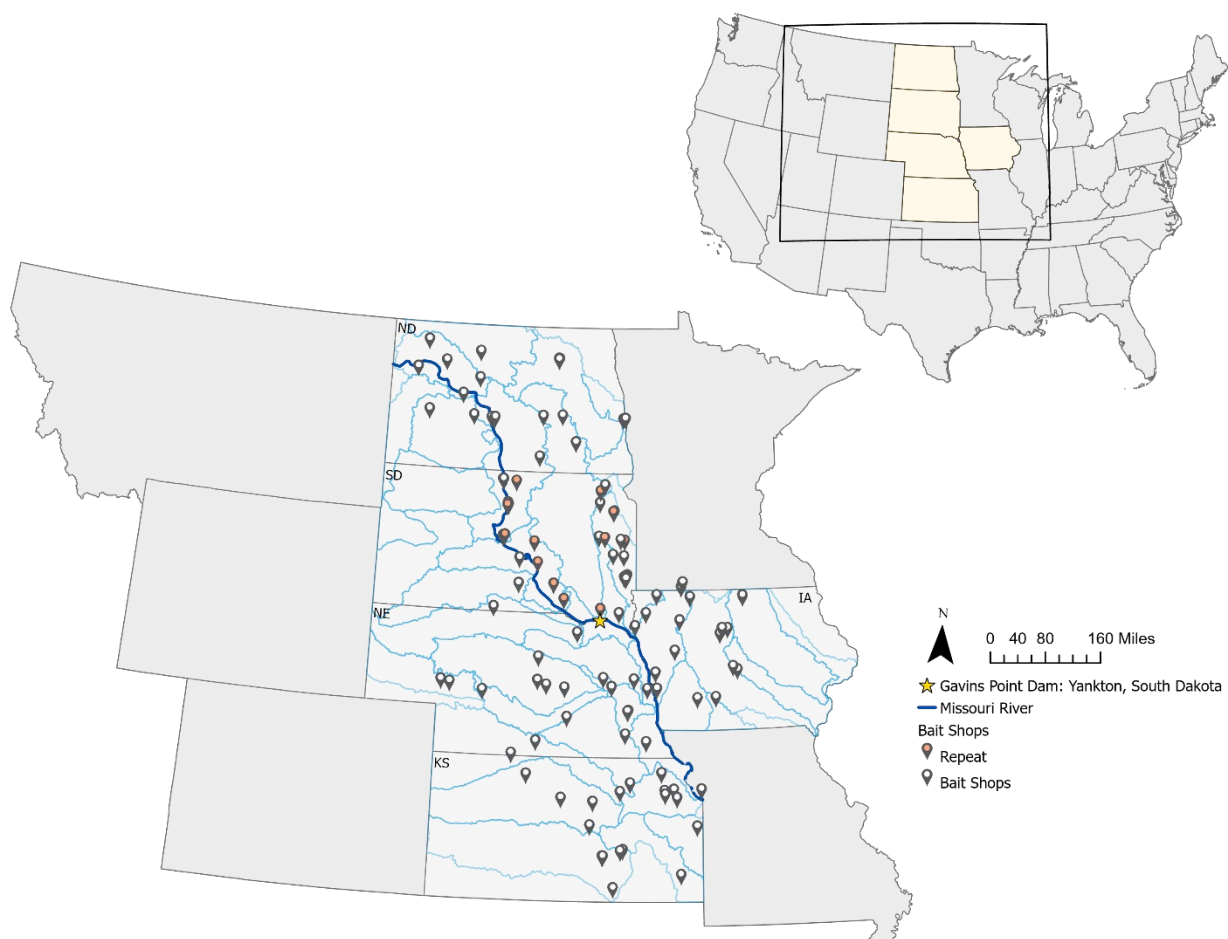 ND
SD
NE
IA
KS
N
0 40 80 160 Miles
Gavins Point Dam: Yankton, South Dakota
Missouri River
Bait Shops
Repeat
Bait Shops